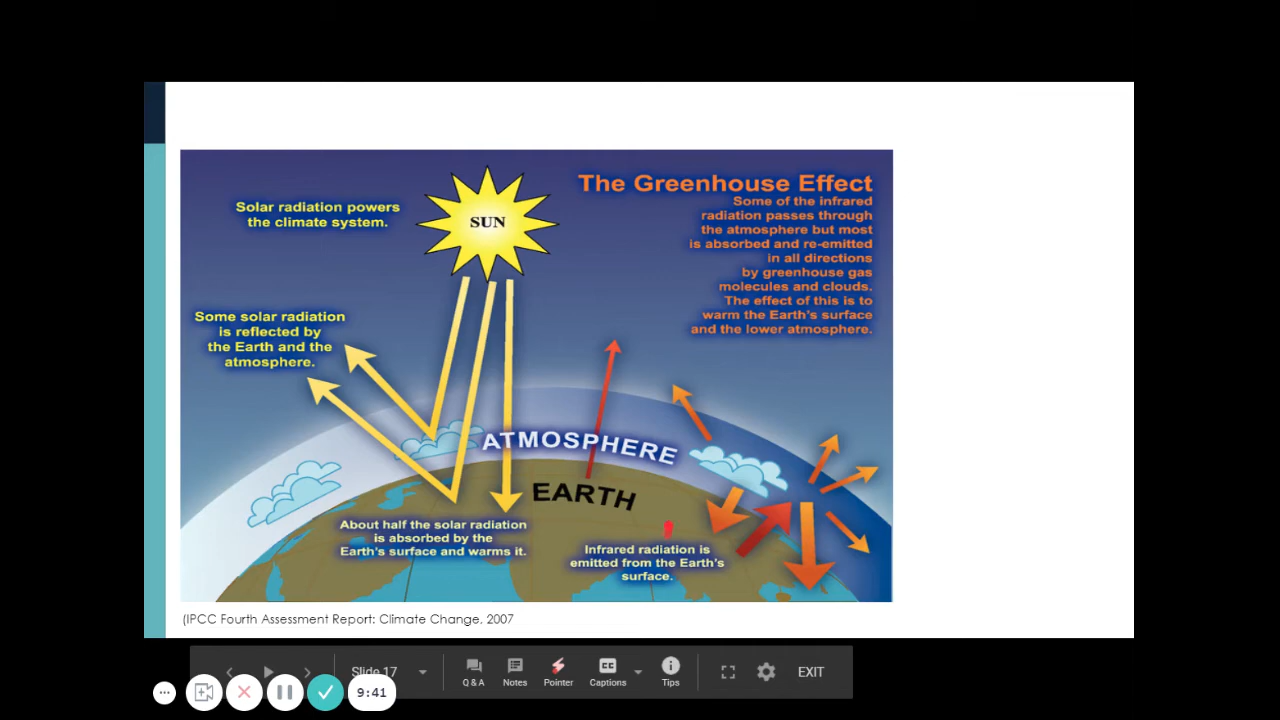 The Greenhouse Effect
Some of the infrared
radiation passes through
the atmosphere but most
is absorbed and re-emitted
in all directions
by greenhouse gas
molecules and clouds.
The effect of this is to
warm the Earth's surface
and the lower atmosphere.
Solar radiation powers
the climate system.
SUN
Some solar radiation
is reflected by
the Earth and the
atmosphere.
ATMOSPHERE
EARTH
About half the solar radiation
is absorbed by the
Earth's surface and warms it.
Infrared radiation is
emitted from the Earth's
surface.
(IPCC Fourth Assessment Report: Climate Change. 2007
Slide 17
Q & A
Notes
Pointer
CC
Captions
Tips
EXIT
9:41